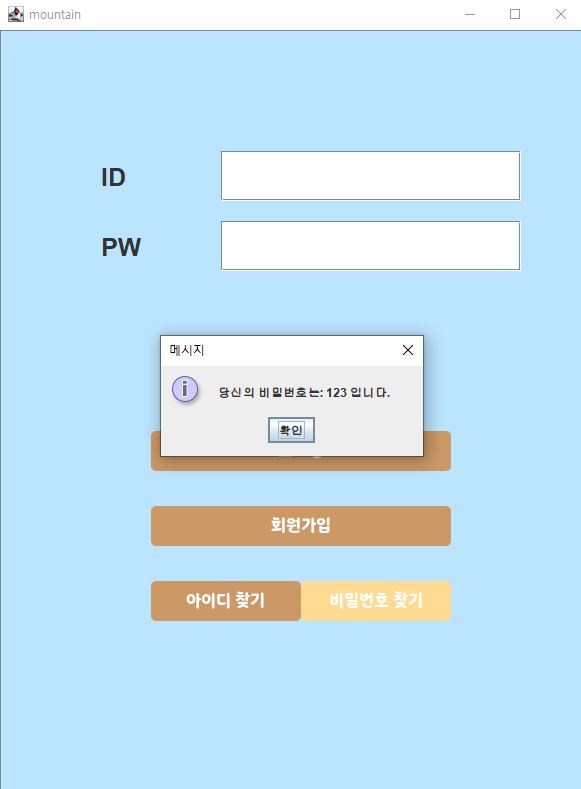 mountain
ID
PW
메시지
당신의 비밀번호는: 123 입니다.
확인
회원가입
아이디 찾기
비밀번호 찾기